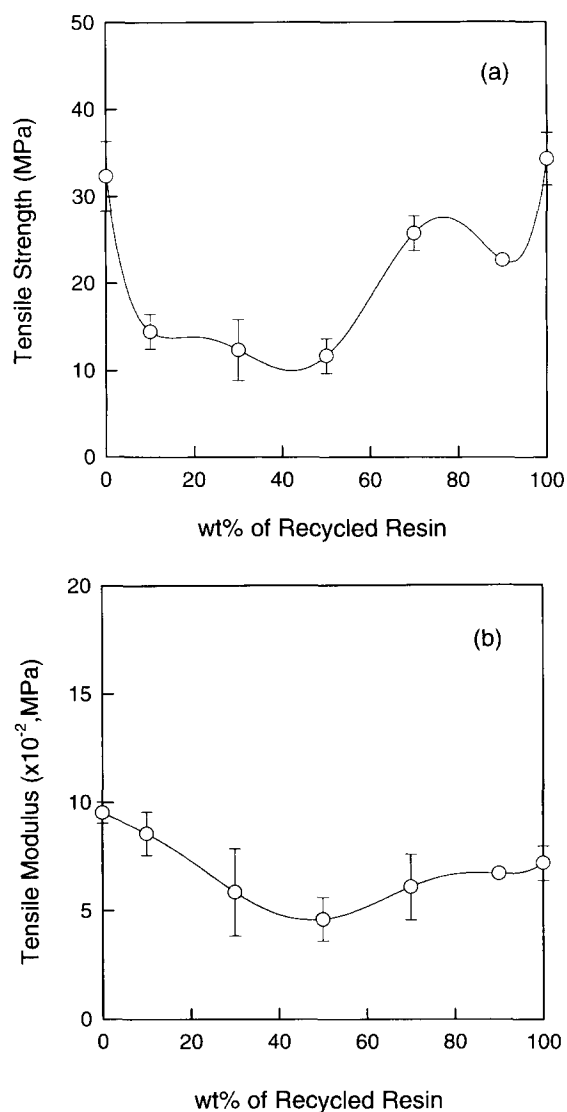 50
(a)
40
30
20
10
0
Tensile Strength (MPa)
0 20 40 60 80 100
wt% of Recycled Resin
20
(b)
15
10
5
0
Tensile Modulus (x10⁻²,MPa)
0 20 40 60 80 100
wt% of Recycled Resin